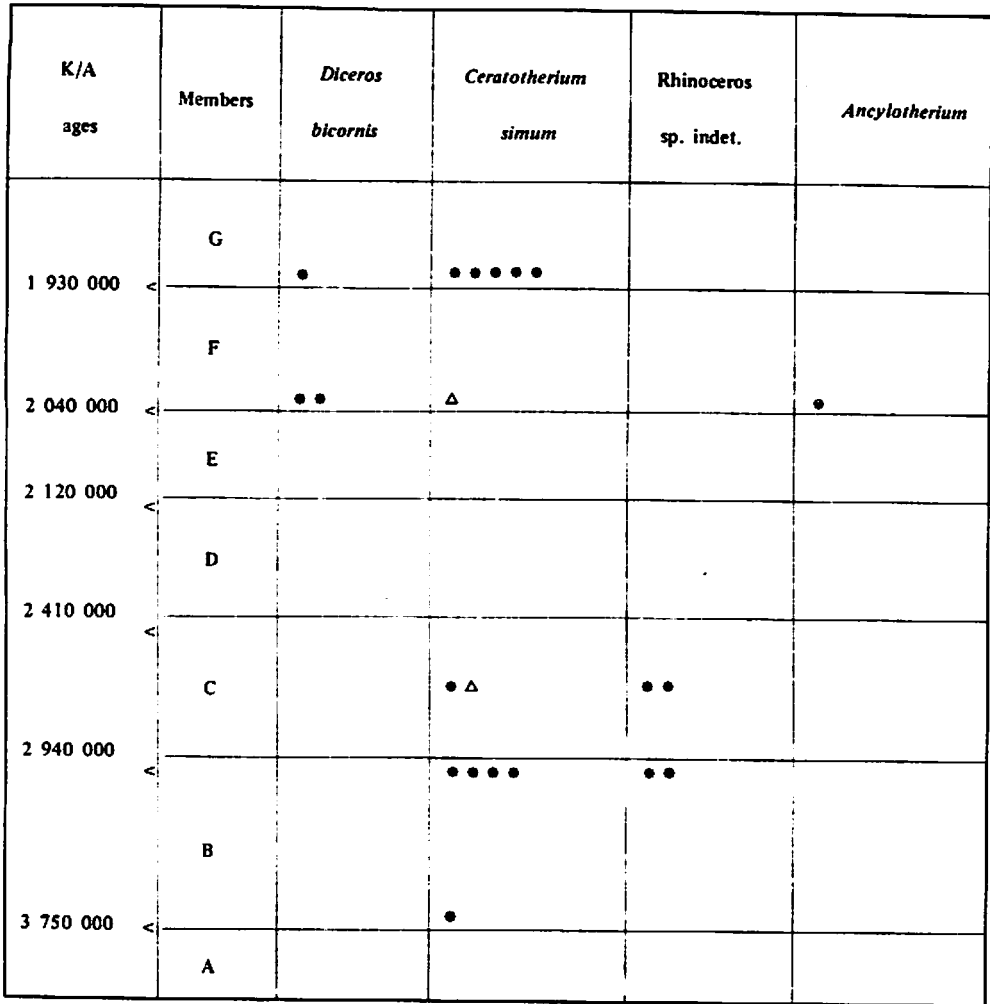 K/A
ages
Members
Diceros
bicornis
Ceratotherium
simum
Rhinoceros
sp. indet.
Ancylotherium
G
1 930 000 <
F
2 040 000 <
E
2 120 000 <
D
2 410 000 <
C
2 940 000 <
B
3 750 000 <
A